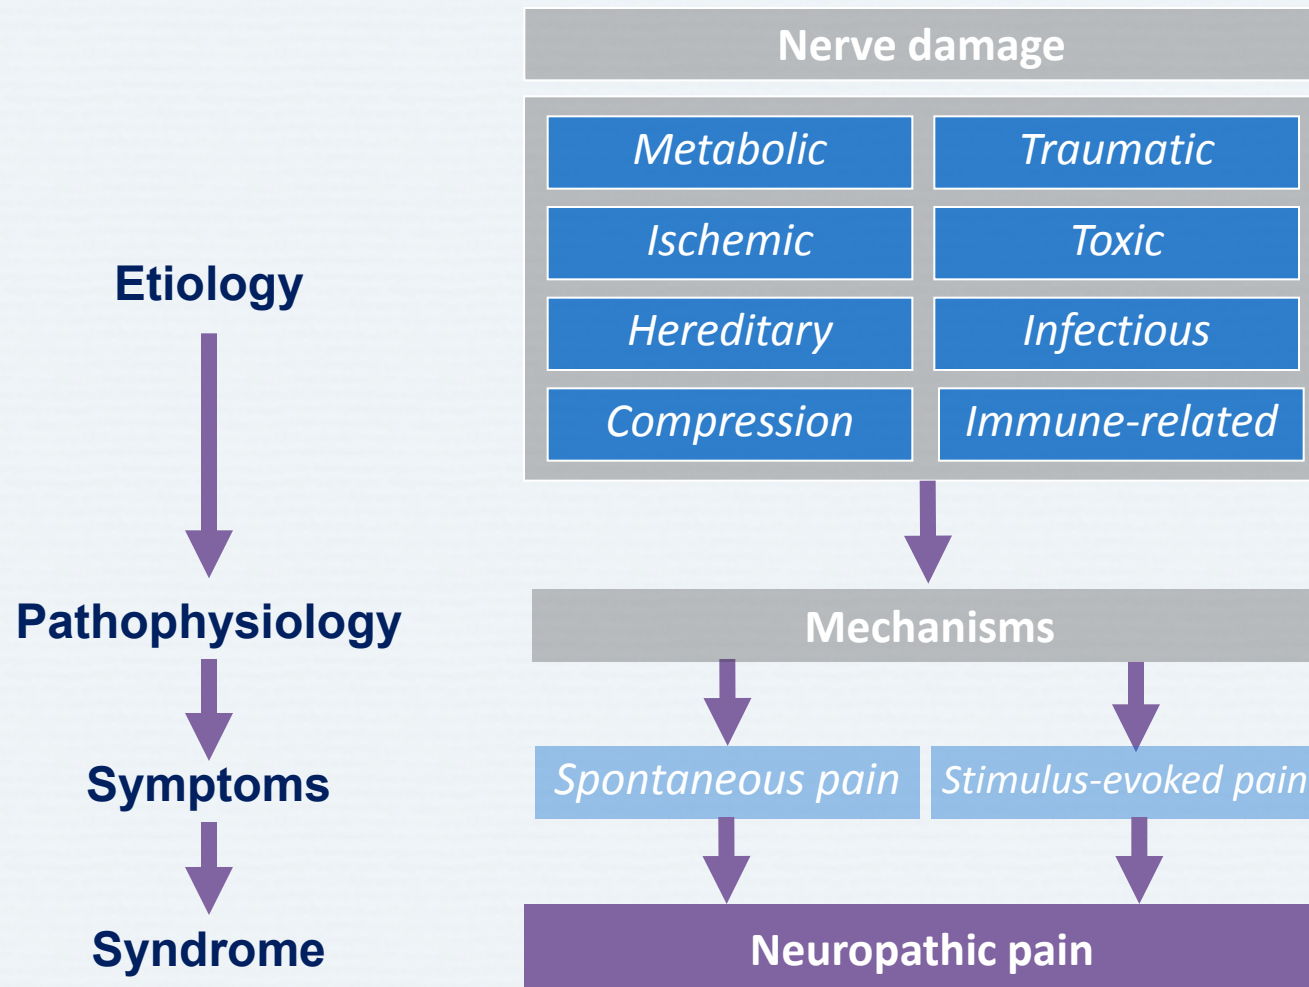 Nerve damage
Metabolic
Traumatic
Ischemic
Toxic
Etiology
Hereditary
Infectious
Compression
Immune-related
Pathophysiology
Mechanisms
Symptoms
Spontaneous pain
Stimulus-evoked pain
Syndrome
Neuropathic pain